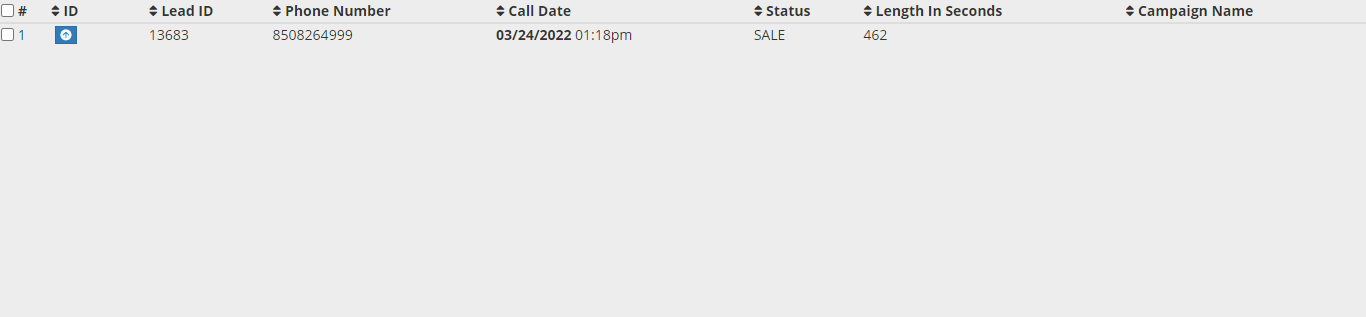 # ID Lead ID Phone Number Call Date Status Length In Seconds Campaign Name
1 13683 8508264999 03/24/2022 01:18pm SALE 462